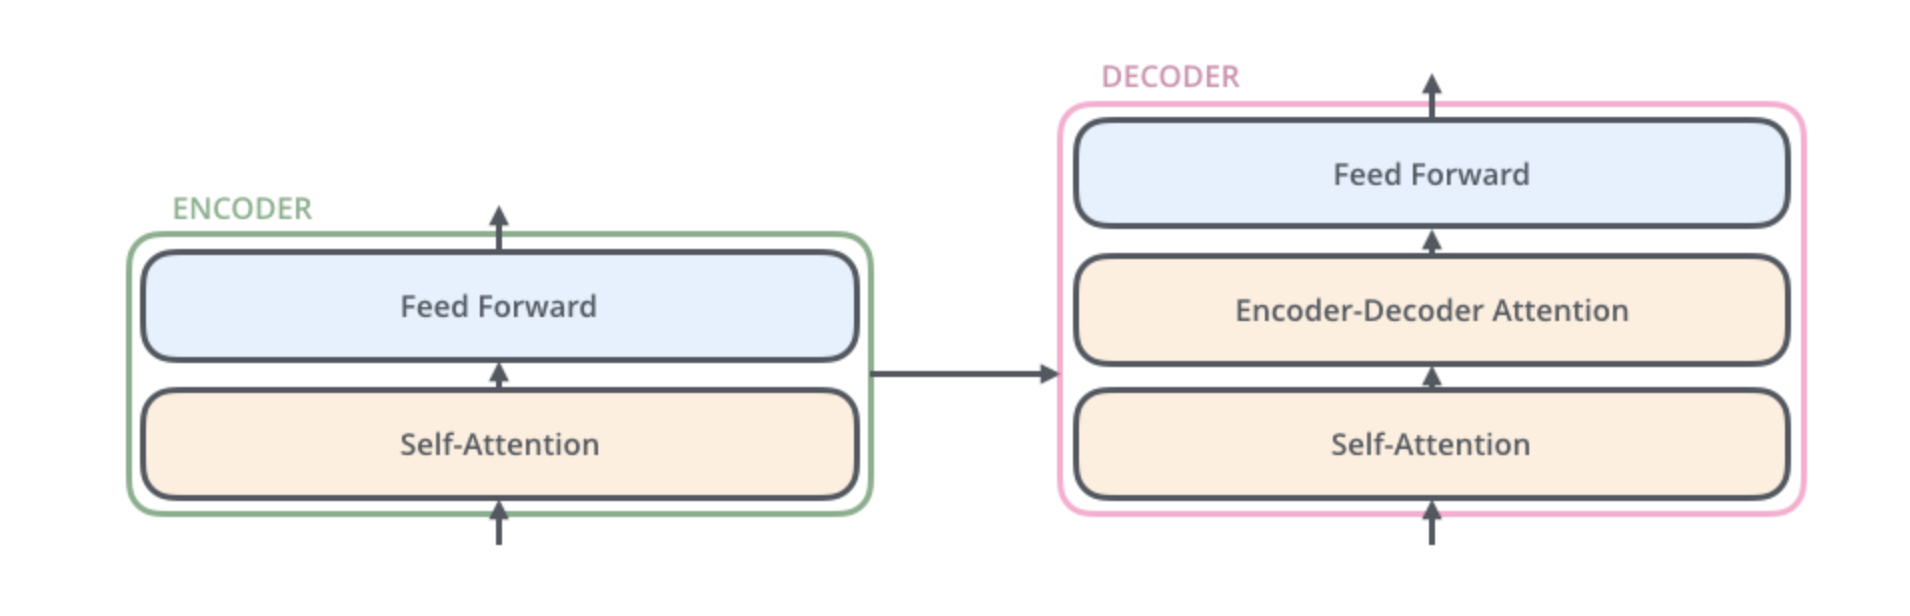 ENCODER
Feed Forward
Self-Attention
DECODER
Feed Forward
Encoder-Decoder Attention
Self-Attention